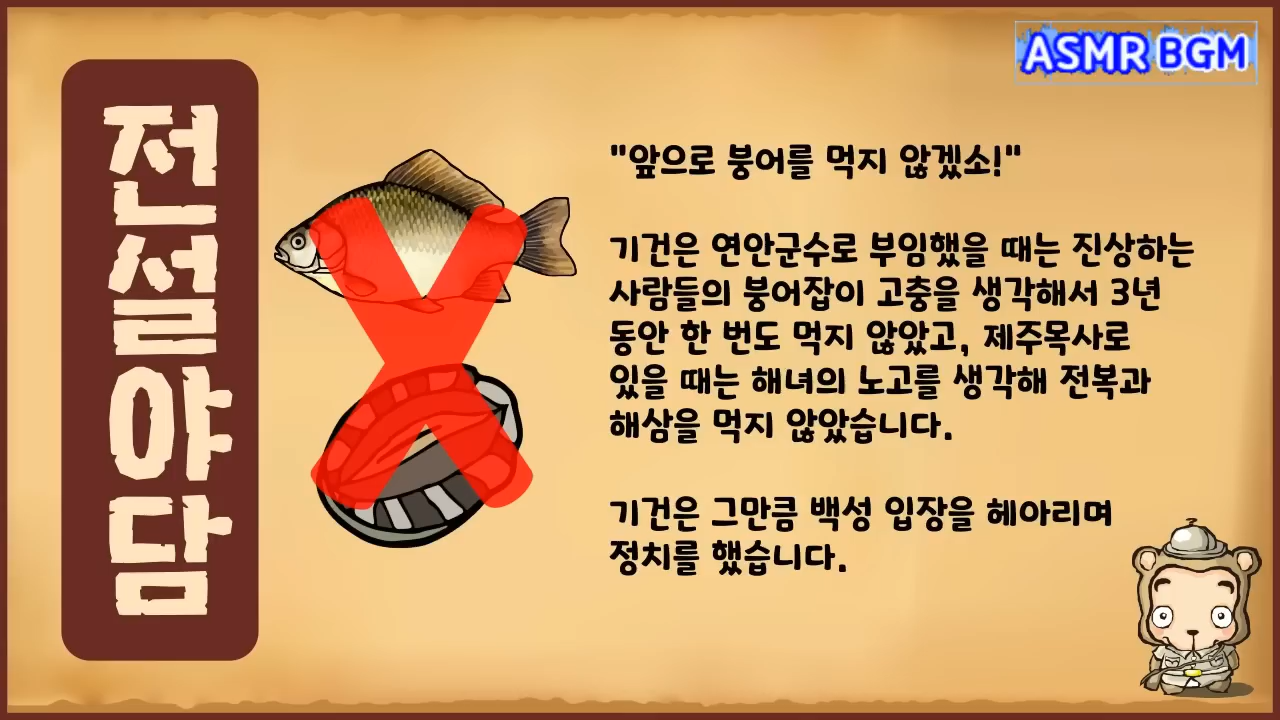 ASMR BGM
전설야담
"앞으로 붕어를 먹지 않겠소!"
기건은 연안군수로 부임했을 때는 진상하는
사람들의 붕어잡이 고충을 생각해서 3년
동안 한 번도 먹지 않았고, 제주목사로
있을 때는 해녀의 노고를 생각해 전복과
해삼을 먹지 않았습니다.
기건은 그만큼 백성 입장을 헤아리며
정치를 했습니다.